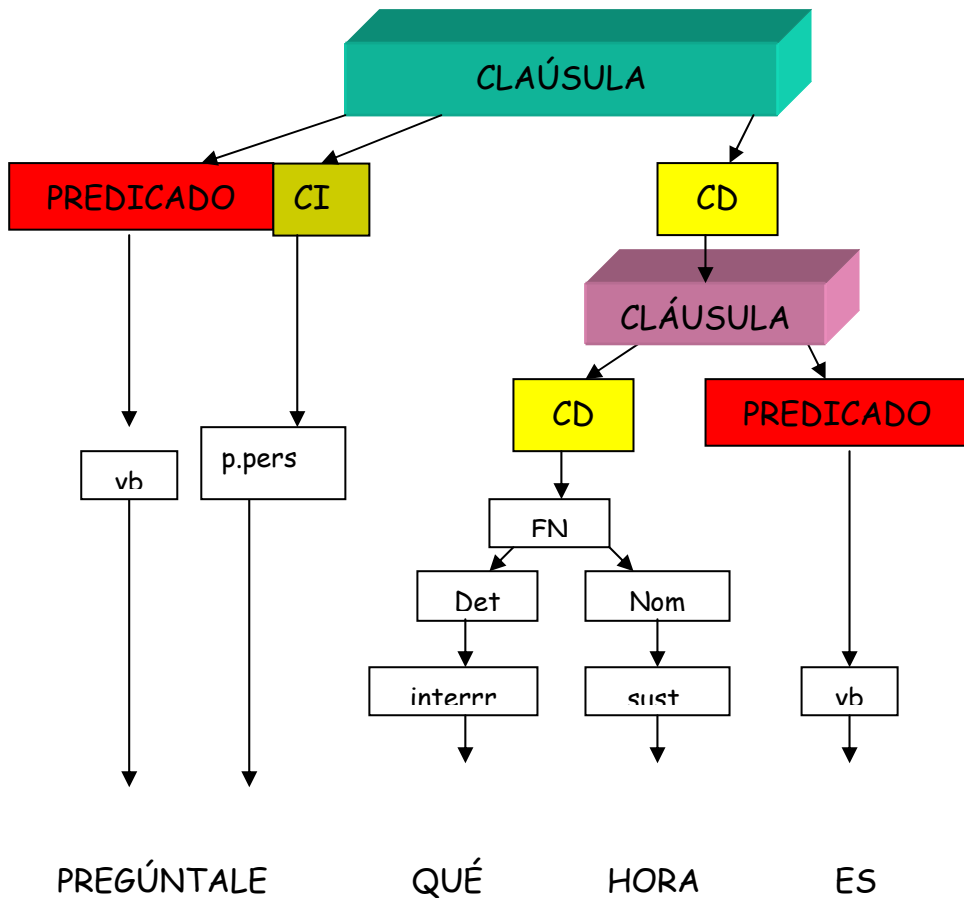 CLAÚSULA
PREDICADO CI CD
CLÁUSULA
CD PREDICADO
vb p.pers
FN
Det Nom
interrr sust vb
PREGÚNTALE QUÉ HORA ES